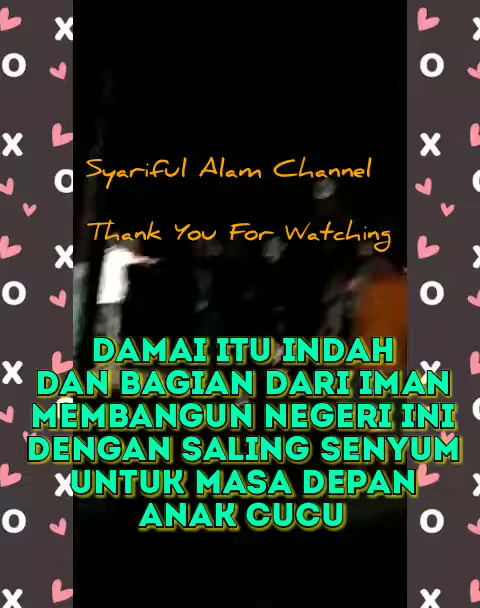 Syariful Alam Channel
Thank You For Watching
DAMAI ITU INDAH
DAN BAGIAN DARI IMAN
MEMBANGUN NEGERI INI
DENGAN SALING SENYUM
UNTUK MASA DEPAN
ANAK CUCU